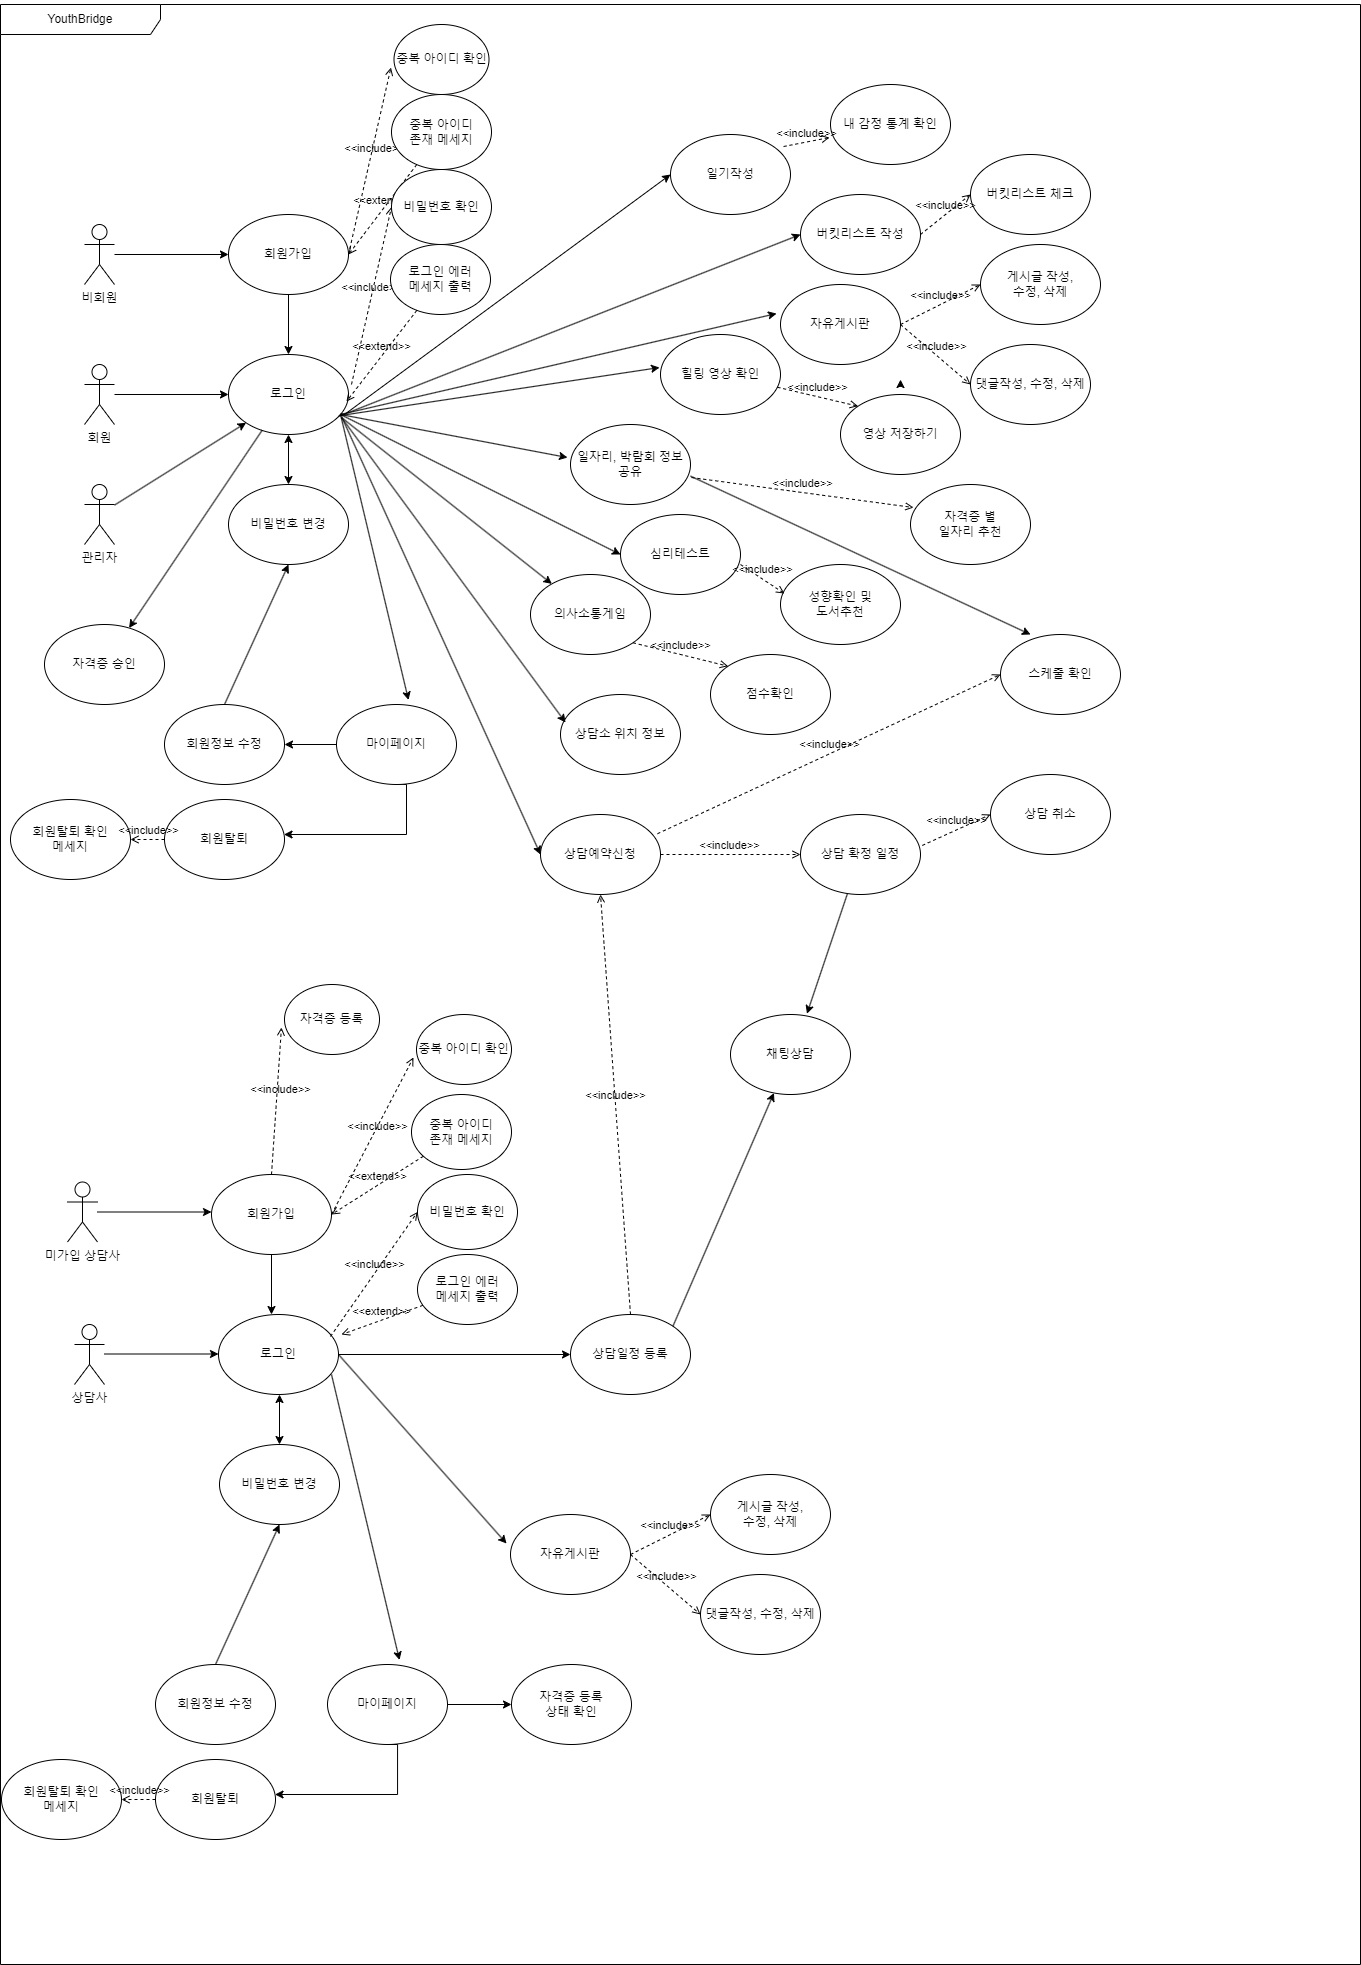 YouthBridge
중복 아이디 확인
<<include>>
중복 아이디
존재 메세지
<<extend>>
비밀번호 확인
<<include>>
로그인 에러
메세지 출력
<<extend>>
비회원
회원가입
회원
로그인
관리자
비밀번호 변경
자격증 승인
회원정보 수정
마이페이지
회원탈퇴 확인
메세지
<<include>>
회원탈퇴
일기작성
<<include>>
내 감정 통계 확인
버킷리스트 작성
<<include>>
버킷리스트 체크
자유게시판
<<include>>
게시글 작성,
수정, 삭제
<<include>>
댓글작성, 수정, 삭제
힐링 영상 확인
<<include>>
영상 저장하기
일자리, 박람회 정보
공유
<<include>>
자격증 별
일자리 추천
심리테스트
<<include>>
성향확인 및
도서추천
의사소통게임
<<include>>
점수확인
스케줄 확인
상담소 위치 정보
<<include>>
상담예약신청
<<include>>
상담 확정 일정
<<include>>
상담 취소
채팅상담
<<include>>
자격증 등록
<<include>>
중복 아이디 확인
<<include>>
중복 아이디
존재 메세지
<<extend>>
비밀번호 확인
<<include>>
로그인 에러
메세지 출력
<<extend>>
미가입 상담사
회원가입
상담사
로그인
상담일정 등록
비밀번호 변경
자유게시판
<<include>>
게시글 작성,
수정, 삭제
<<include>>
댓글작성, 수정, 삭제
회원정보 수정
마이페이지
자격증 등록
상태 확인
회원탈퇴 확인
메세지
<<include>>
회원탈퇴